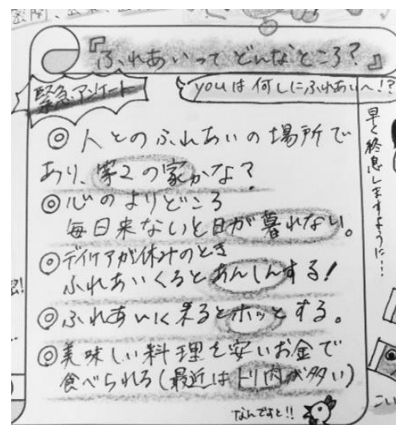 『ふれあいって どんなところ？』
緊急アンケート
youは何しにふれあいへ!?
◎ 人とのふれあいの場所で
あり、第2の家かな？
◎ 心のよりどころ
毎日来ないと日が暮れない。
◎ デイケアが休みのとき
ふれあいくるとあんしんする！
◎ ふれあいに来るとホッとする。
◎ 美味しい料理を安いお金で
食べられる(最近はトリ肉が多い)
なんですと!!
早く終息しますように…！
こい